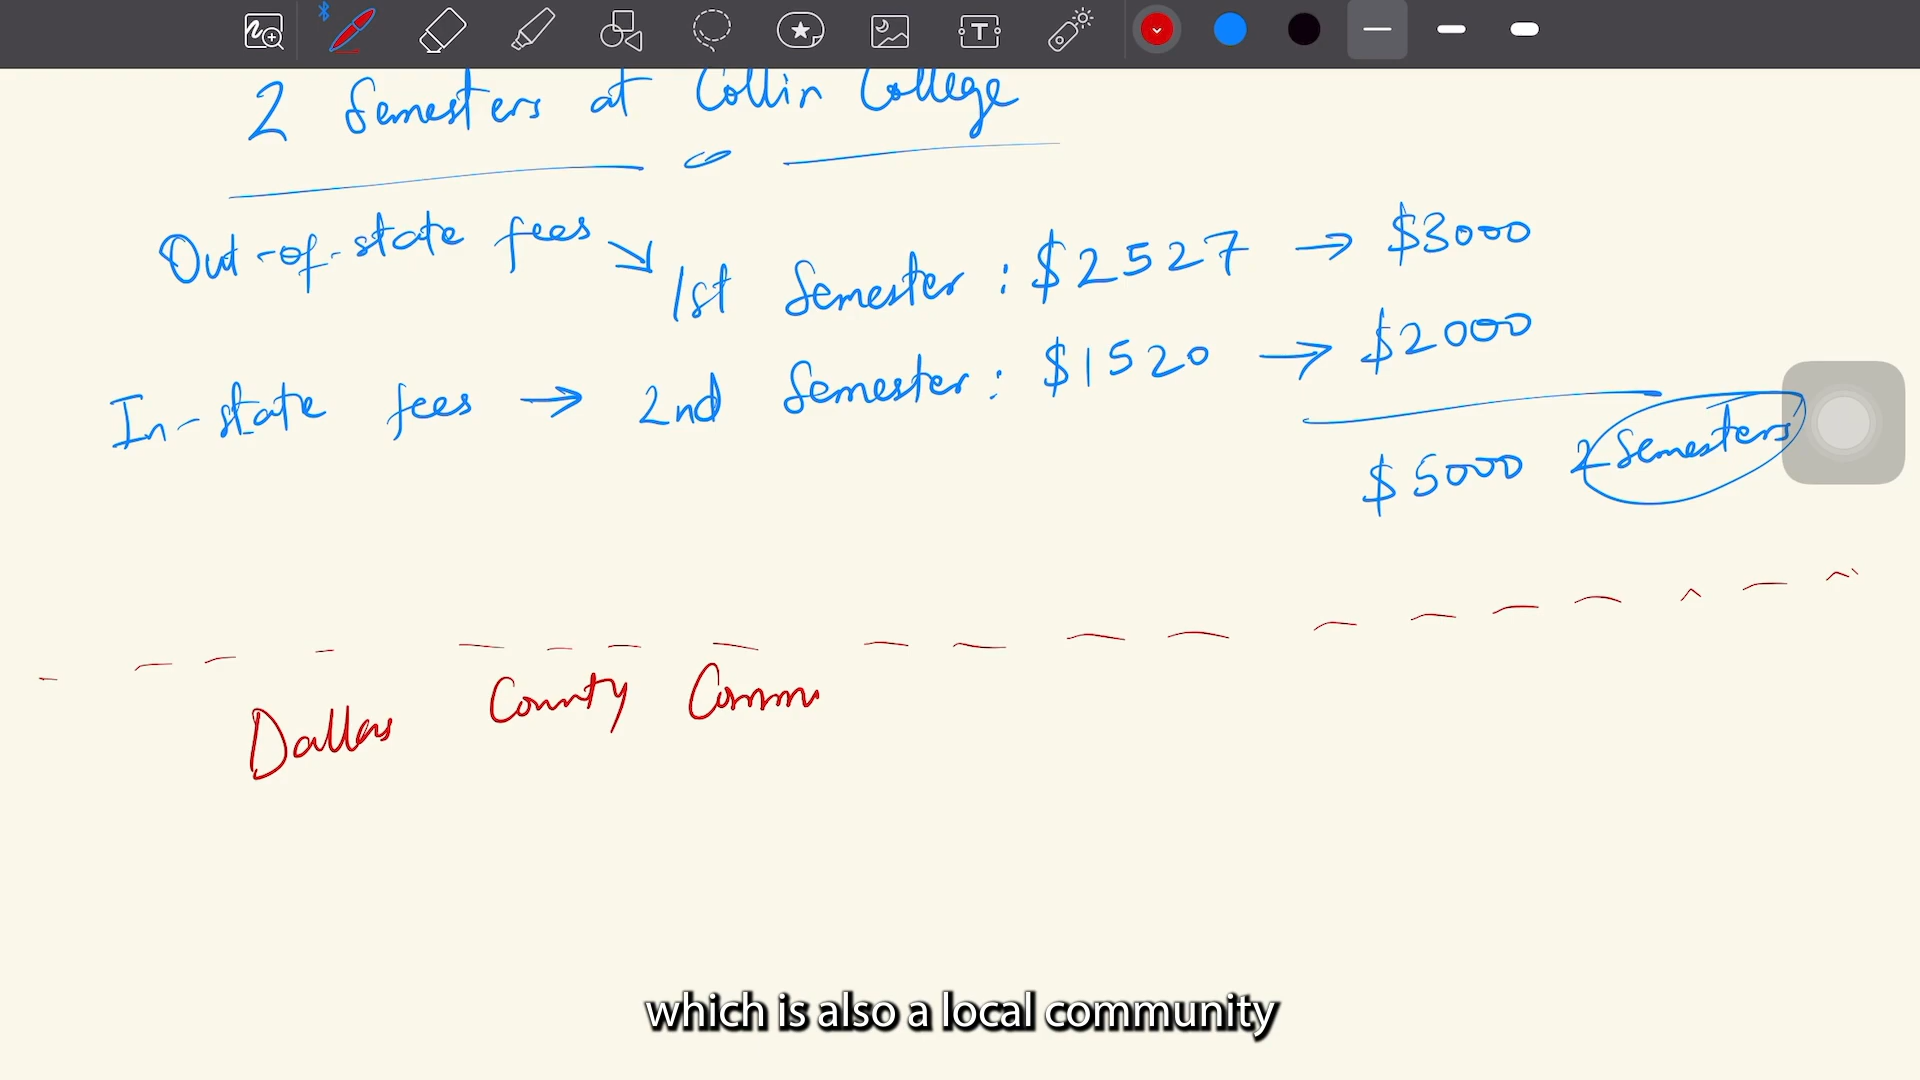 2 Semesters at Collin College
Out-of-state fees ↘ 1st Semester : $2527 → $3000
In-state fees → 2nd Semester : $1520 → $2000
$5000 2 Semesters
Dallas County Commu
which is also a local community